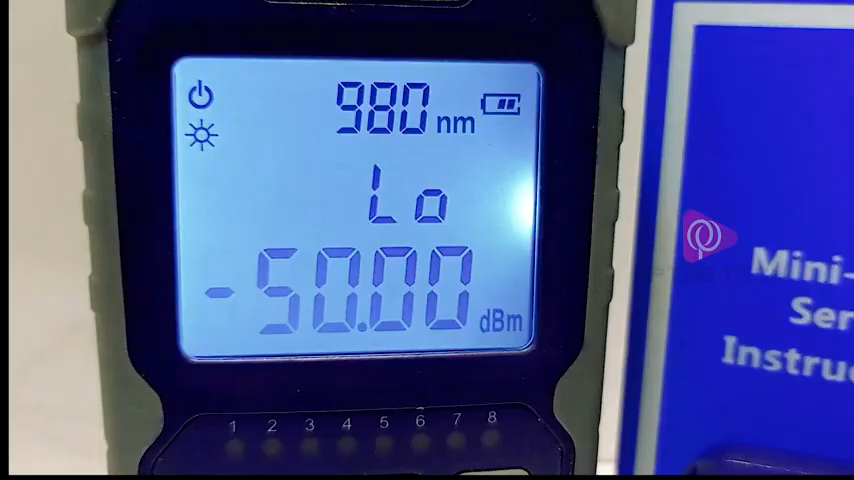 980 nm
Lo
-50.00 dBm
1 2 3 4 5 6 7 8
Mini-
Ser
Instruc